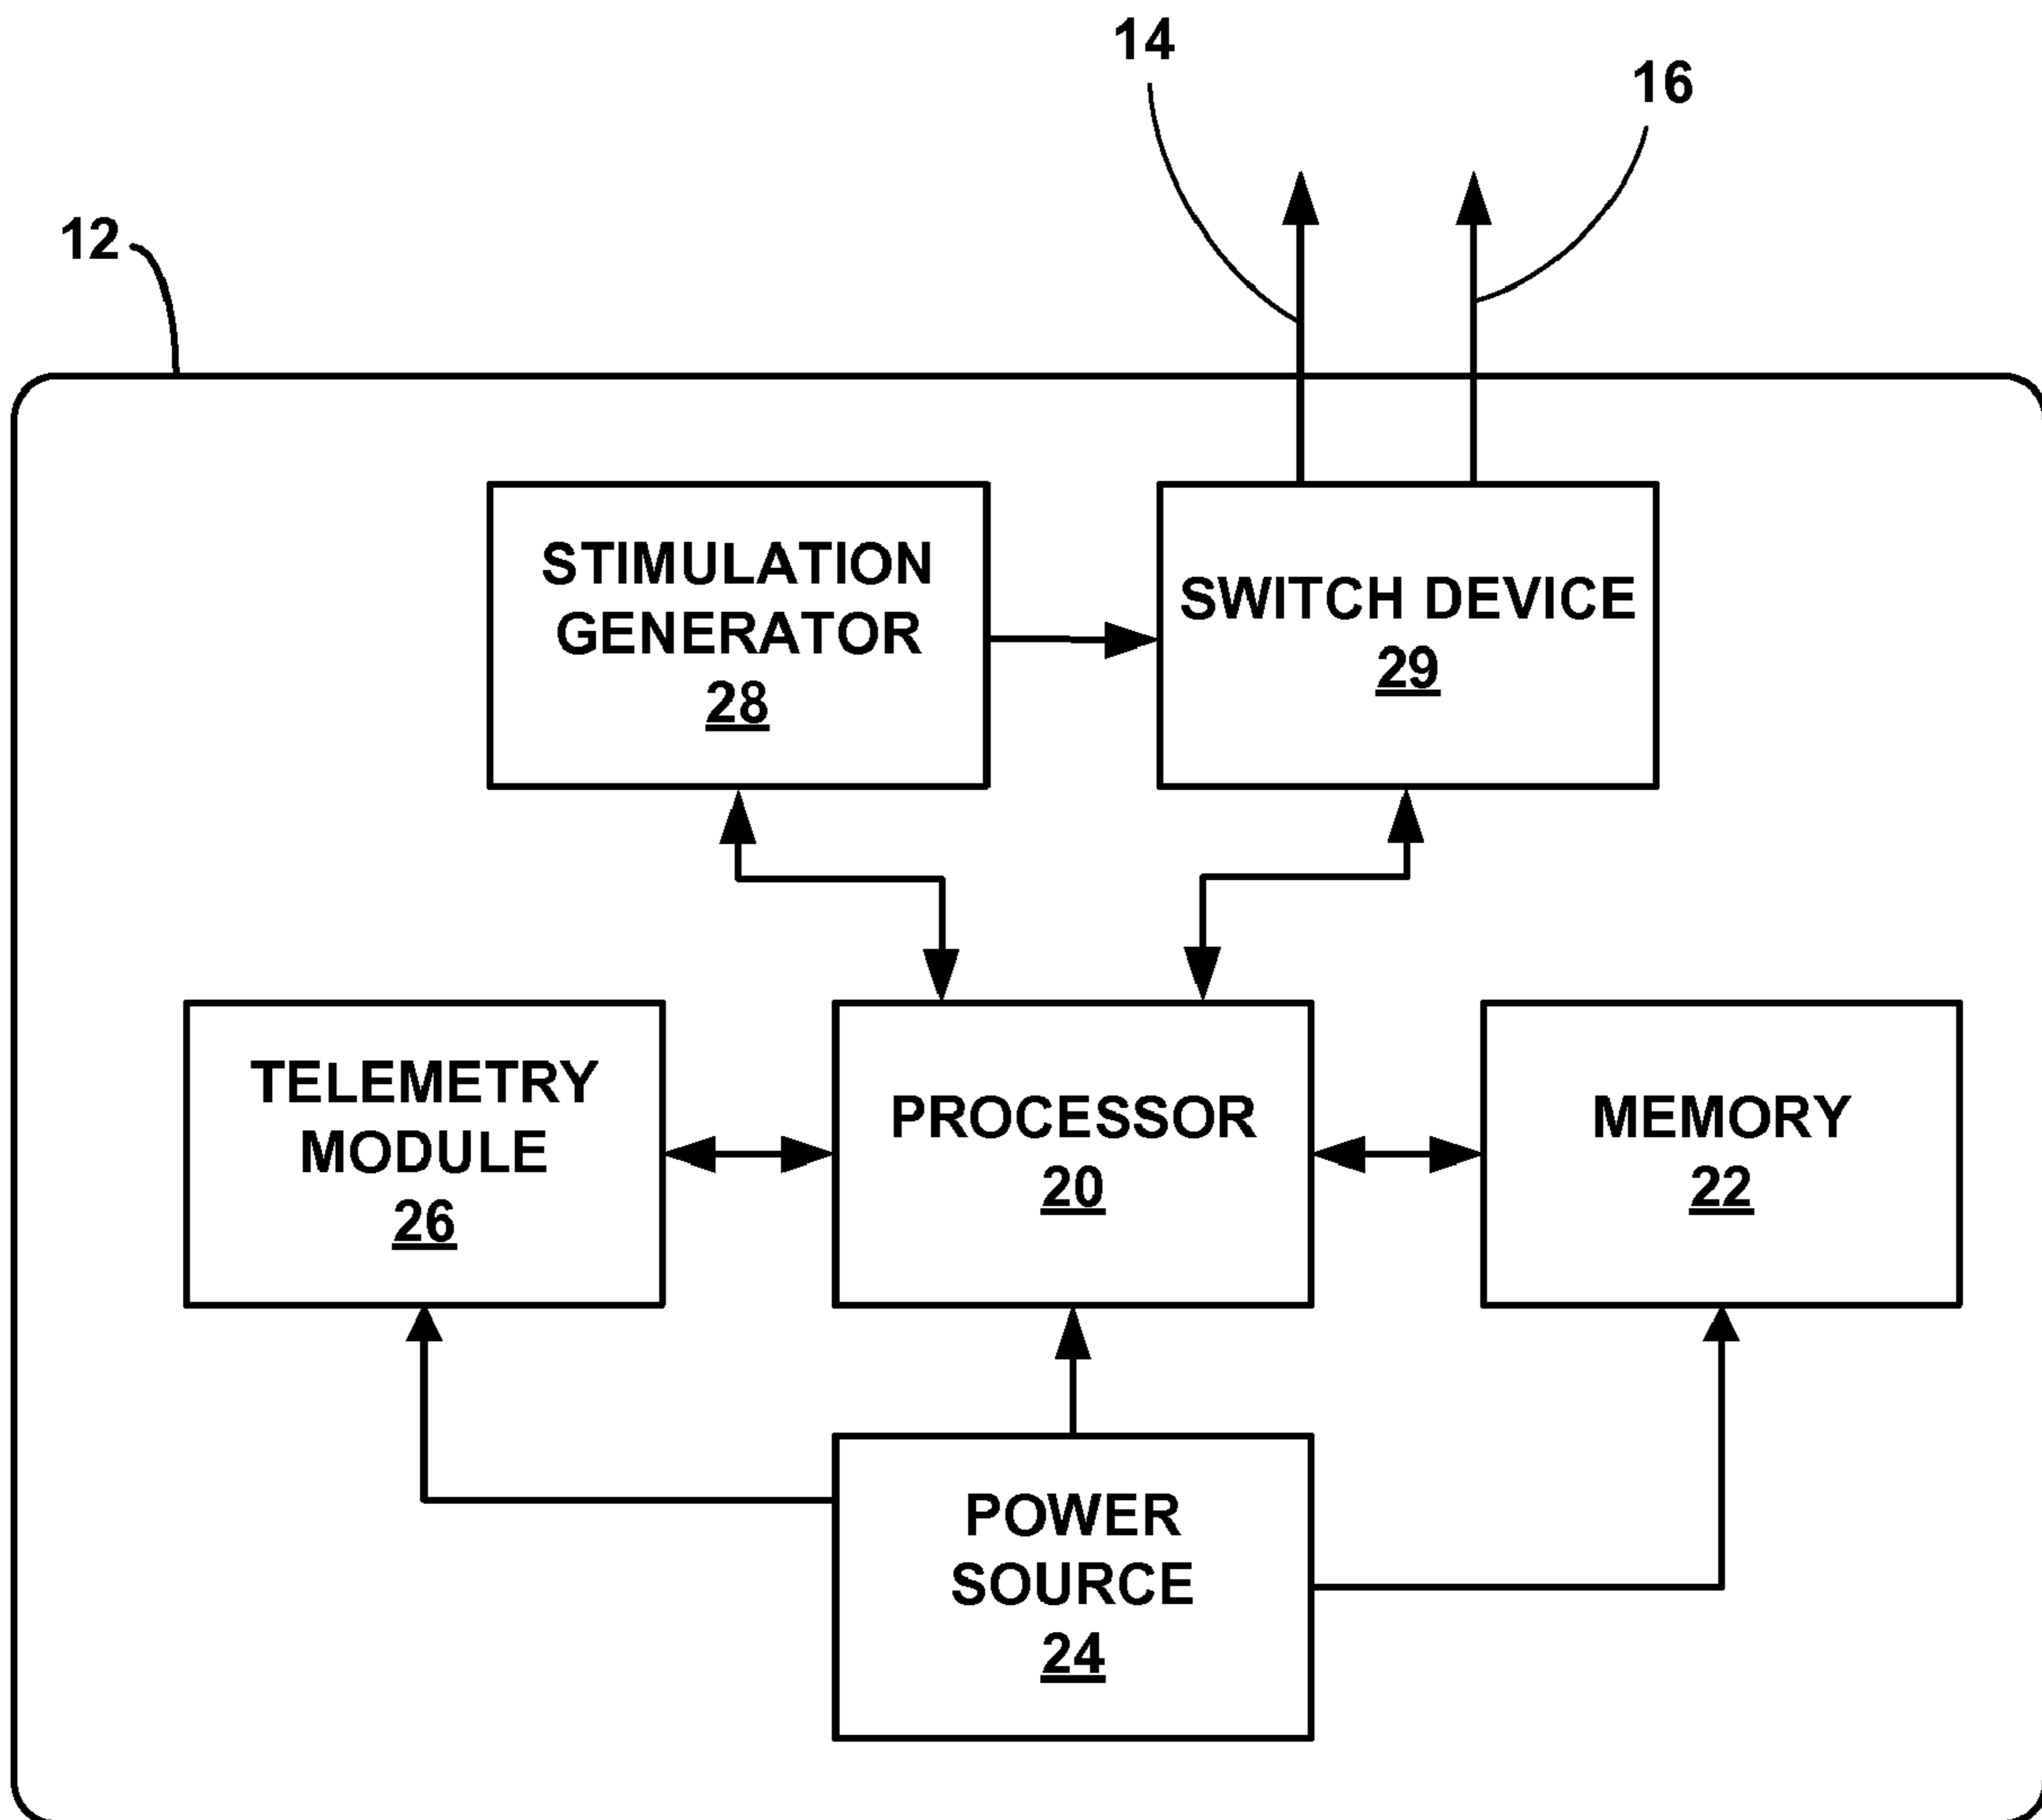 14
16
12
STIMULATION
GENERATOR
28
SWITCH DEVICE
29
TELEMETRY
MODULE
26
PROCESSOR
20
MEMORY
22
POWER
SOURCE
24